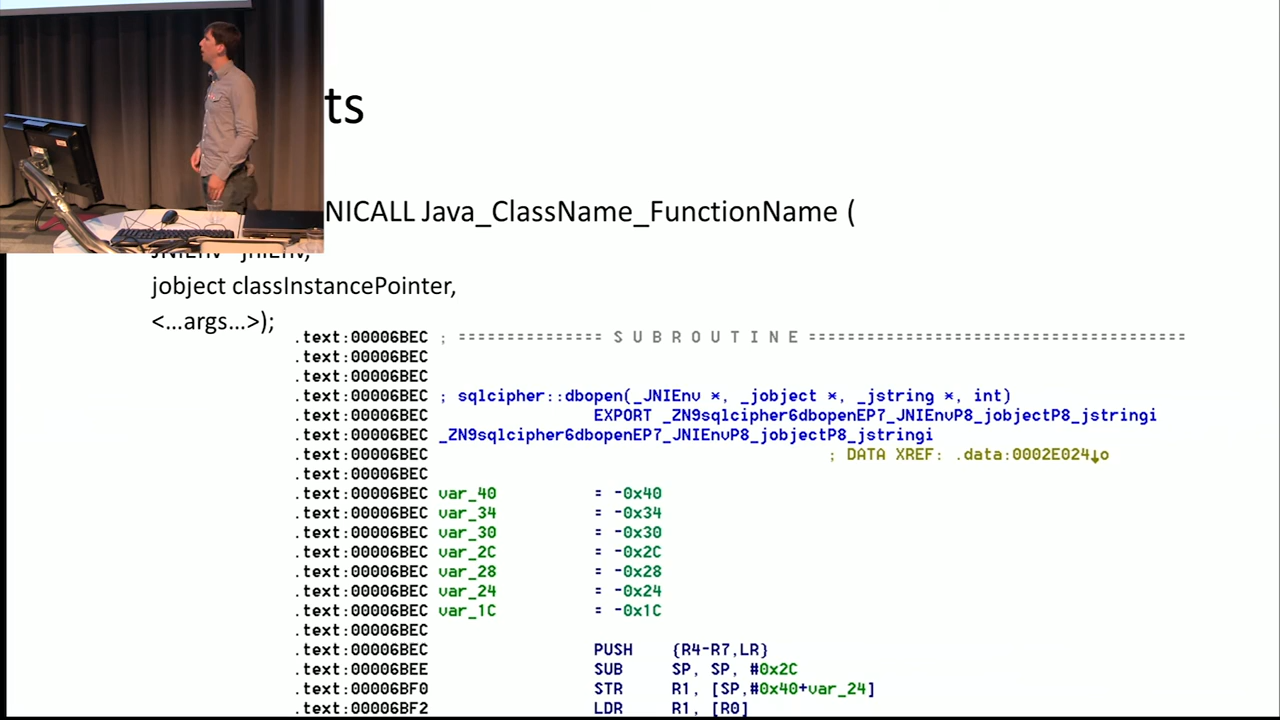 ts
NICALL Java_ClassName_FunctionName (
JNIEnv* jniEnv,
jobject classInstancePointer,
<...args...>);
.text:00006BEC ; =============== S U B R O U T I N E =======================================
.text:00006BEC
.text:00006BEC
.text:00006BEC ; sqlcipher::dbopen(_JNIEnv *, _jobject *, _jstring *, int)
.text:00006BEC EXPORT _ZN9sqlcipher6dbopenEP7_JNIEnvP8_jobjectP8_jstringi
.text:00006BEC _ZN9sqlcipher6dbopenEP7_JNIEnvP8_jobjectP8_jstringi
.text:00006BEC ; DATA XREF: .data:0002E024↓o
.text:00006BEC
.text:00006BEC var_40 = -0x40
.text:00006BEC var_34 = -0x34
.text:00006BEC var_30 = -0x30
.text:00006BEC var_2C = -0x2C
.text:00006BEC var_28 = -0x28
.text:00006BEC var_24 = -0x24
.text:00006BEC var_1C = -0x1C
.text:00006BEC
.text:00006BEC PUSH {R4-R7,LR}
.text:00006BEE SUB SP, SP, #0x2C
.text:00006BF0 STR R1, [SP,#0x40+var_24]
.text:00006BF2 LDR R1, [R0]